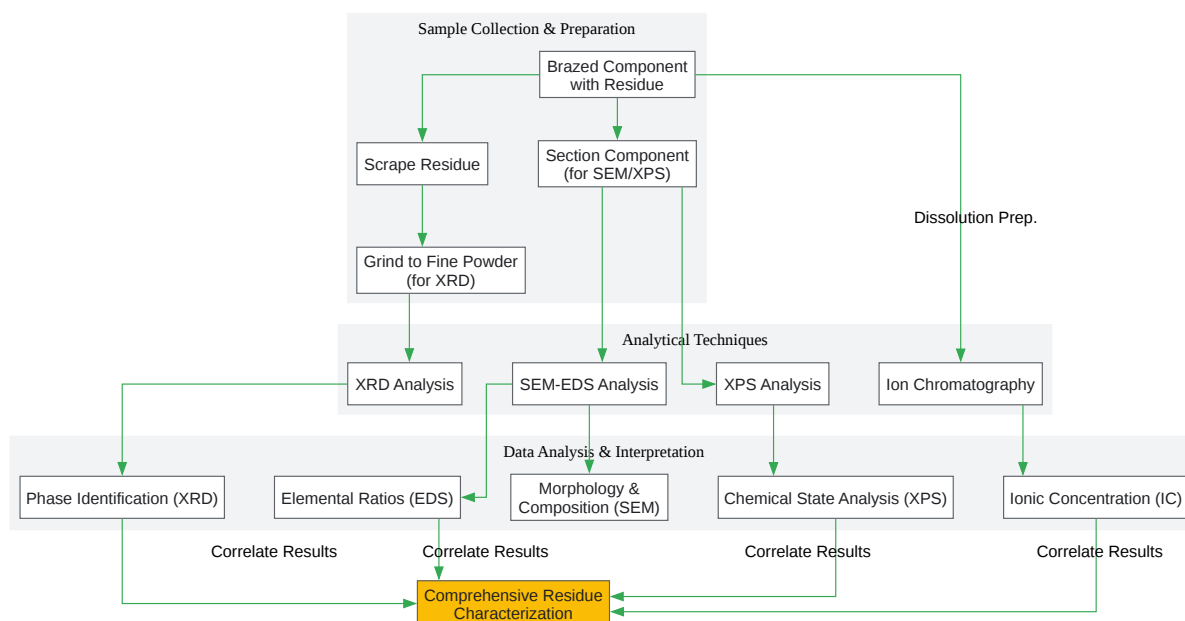 Sample Collection & Preparation
Brazed Component
with Residue
Scrape Residue
Section Component
(for SEM/XPS)
Dissolution Prep.
Grind to Fine Powder
(for XRD)
Analytical Techniques
XRD Analysis
SEM-EDS Analysis
XPS Analysis
Ion Chromatography
Data Analysis & Interpretation
Phase Identification (XRD)
Elemental Ratios (EDS)
Morphology &
Composition (SEM)
Chemical State Analysis (XPS)
Ionic Concentration (IC)
Correlate Results
Correlate Results
Correlate Results
Correlate Results
Comprehensive Residue
Characterization